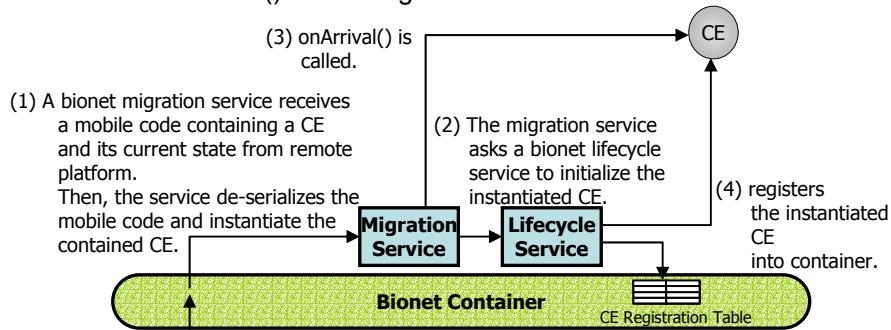 (3) onArrival() is
called.
CE
(1) A bionet migration service receives
a mobile code containing a CE
and its current state from remote
platform.
Then, the service de-serializes the
mobile code and instantiate the
contained CE.
(2) The migration service
asks a bionet lifecycle
service to initialize the
instantiated CE.
(4) registers
the instantiated
CE
into container.
Migration
Service
Lifecycle
Service
Bionet Container
CE Registration Table